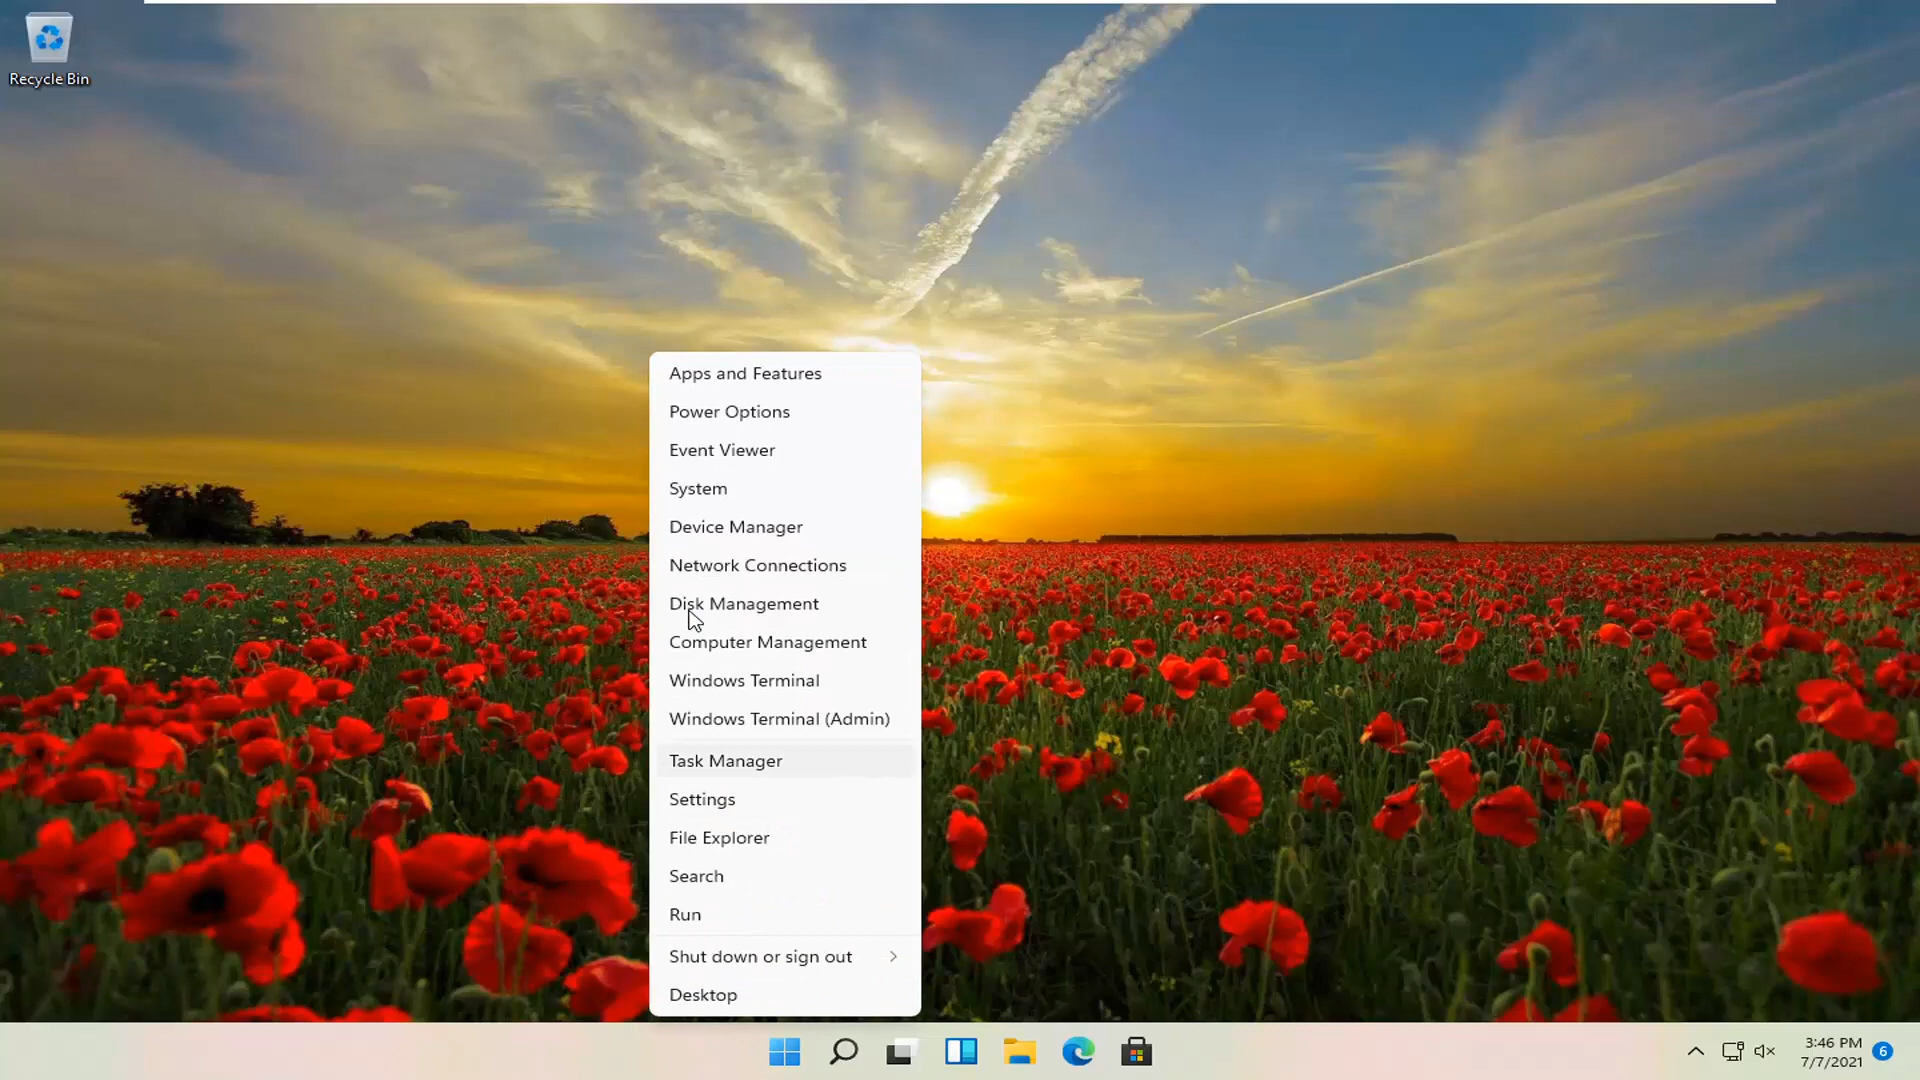 Recycle Bin
Apps and Features
Power Options
Event Viewer
System
Device Manager
Network Connections
Disk Management
Computer Management
Windows Terminal
Windows Terminal (Admin)
Task Manager
Settings
File Explorer
Search
Run
Shut down or sign out
Desktop
3:46 PM
7/7/2021
6